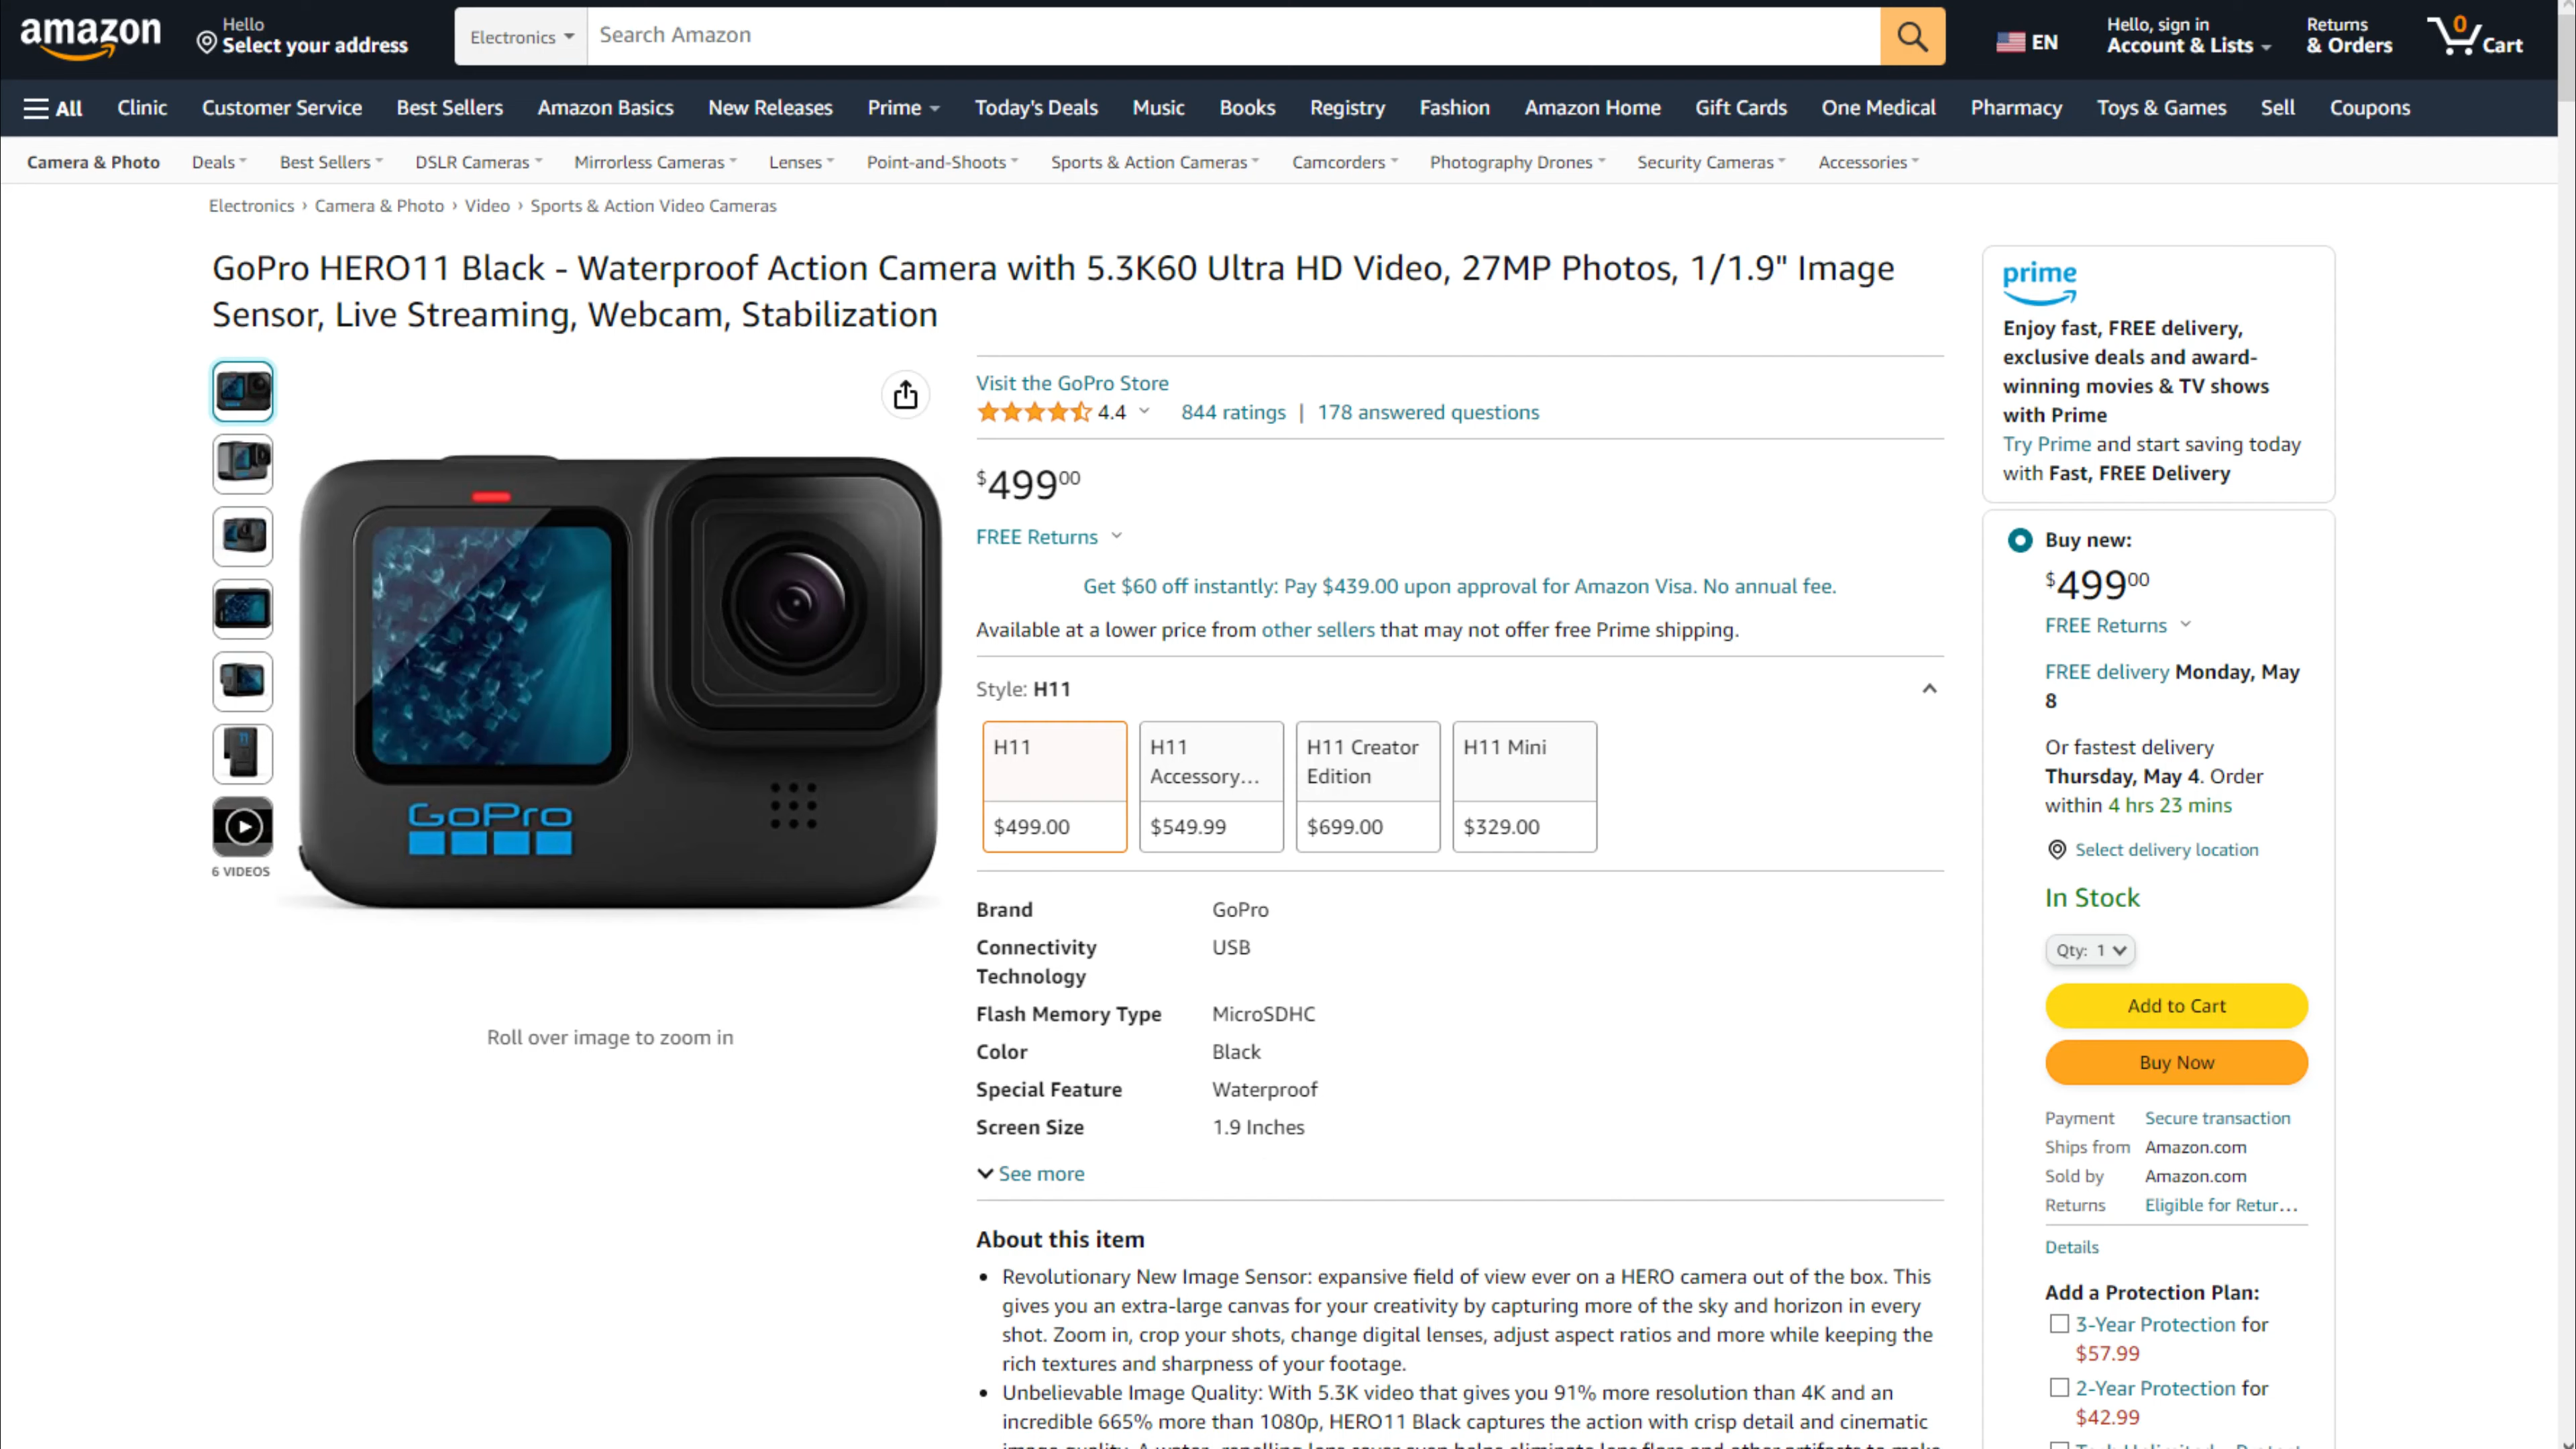 amazon
Hello
Select your address
Electronics
Search Amazon
EN
Hello, sign in
Account & Lists
Returns
& Orders
0
Cart
All
Clinic
Customer Service
Best Sellers
Amazon Basics
New Releases
Prime
Today's Deals
Music
Books
Registry
Fashion
Amazon Home
Gift Cards
One Medical
Pharmacy
Toys & Games
Sell
Coupons
Camera & Photo
Deals
Best Sellers
DSLR Cameras
Mirrorless Cameras
Lenses
Point-and-Shoots
Sports & Action Cameras
Camcorders
Photography Drones
Security Cameras
Accessories
Electronics › Camera & Photo › Video › Sports & Action Video Cameras
GoPro HERO11 Black - Waterproof Action Camera with 5.3K60 Ultra HD Video, 27MP Photos, 1/1.9" Image
Sensor, Live Streaming, Webcam, Stabilization
6 VIDEOS
GoPro
Roll over image to zoom in
Visit the GoPro Store
4.4
844 ratings | 178 answered questions
$499 00
FREE Returns
Get $60 off instantly: Pay $439.00 upon approval for Amazon Visa. No annual fee.
Available at a lower price from other sellers that may not offer free Prime shipping.
Style: H11
H11
$499.00
H11
Accessory...
$549.99
H11 Creator
Edition
$699.00
H11 Mini
$329.00
Brand GoPro
Connectivity USB
Technology
Flash Memory Type MicroSDHC
Color Black
Special Feature Waterproof
Screen Size 1.9 Inches
See more
About this item
• Revolutionary New Image Sensor: expansive field of view ever on a HERO camera out of the box. This
gives you an extra-large canvas for your creativity by capturing more of the sky and horizon in every
shot. Zoom in, crop your shots, change digital lenses, adjust aspect ratios and more while keeping the
rich textures and sharpness of your footage.
• Unbelievable Image Quality: With 5.3K video that gives you 91% more resolution than 4K and an
incredible 665% more than 1080p, HERO11 Black captures the action with crisp detail and cinematic
prime
Enjoy fast, FREE delivery,
exclusive deals and award-
winning movies & TV shows
with Prime
Try Prime and start saving today
with Fast, FREE Delivery
Buy new:
$499 00
FREE Returns
FREE delivery Monday, May
8
Or fastest delivery
Thursday, May 4. Order
within 4 hrs 23 mins
Select delivery location
In Stock
Qty: 1
Add to Cart
Buy Now
Payment Secure transaction
Ships from Amazon.com
Sold by Amazon.com
Returns Eligible for Retur...
Details
Add a Protection Plan:
3-Year Protection for
$57.99
2-Year Protection for
$42.99